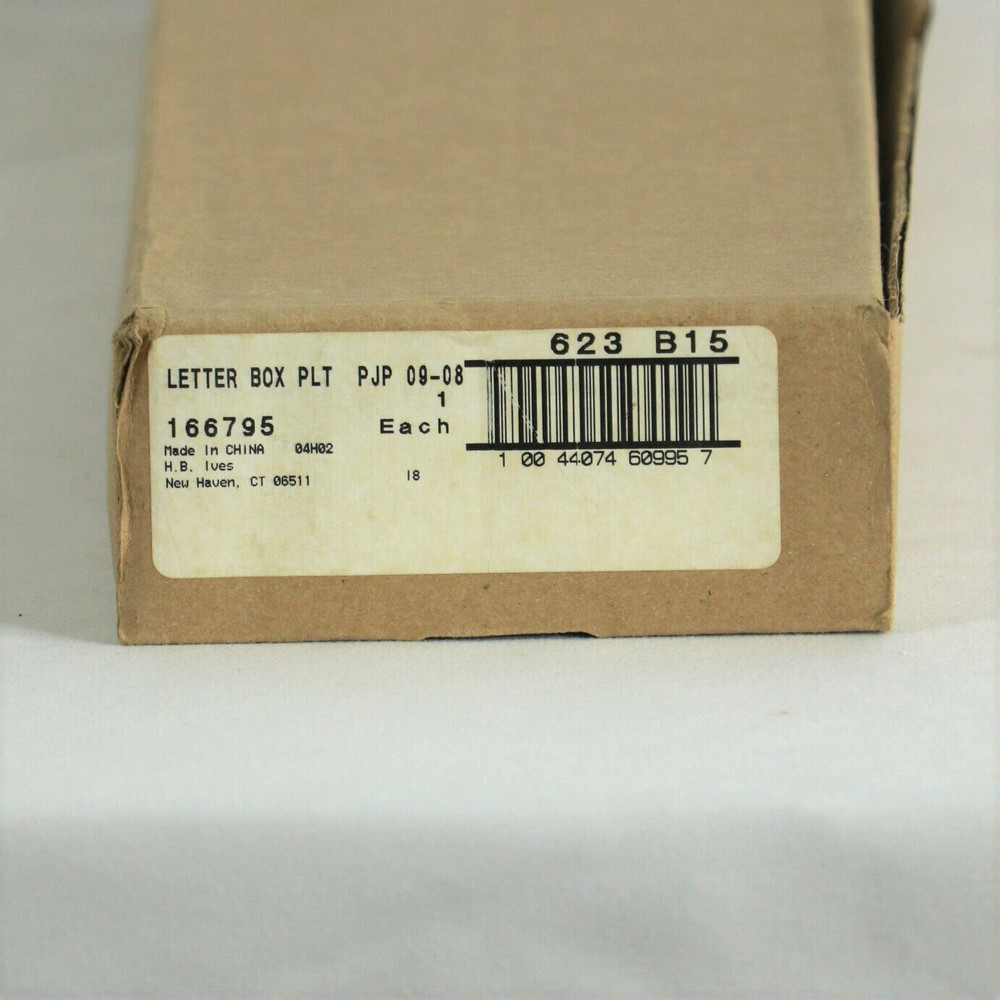 623 B15
LETTER BOX PLT PJP 09-08
1
166795 Each
Made In CHINA 04H02
H.B. Ives
New Haven, CT 06511 I8
1 00 44074 60995 7